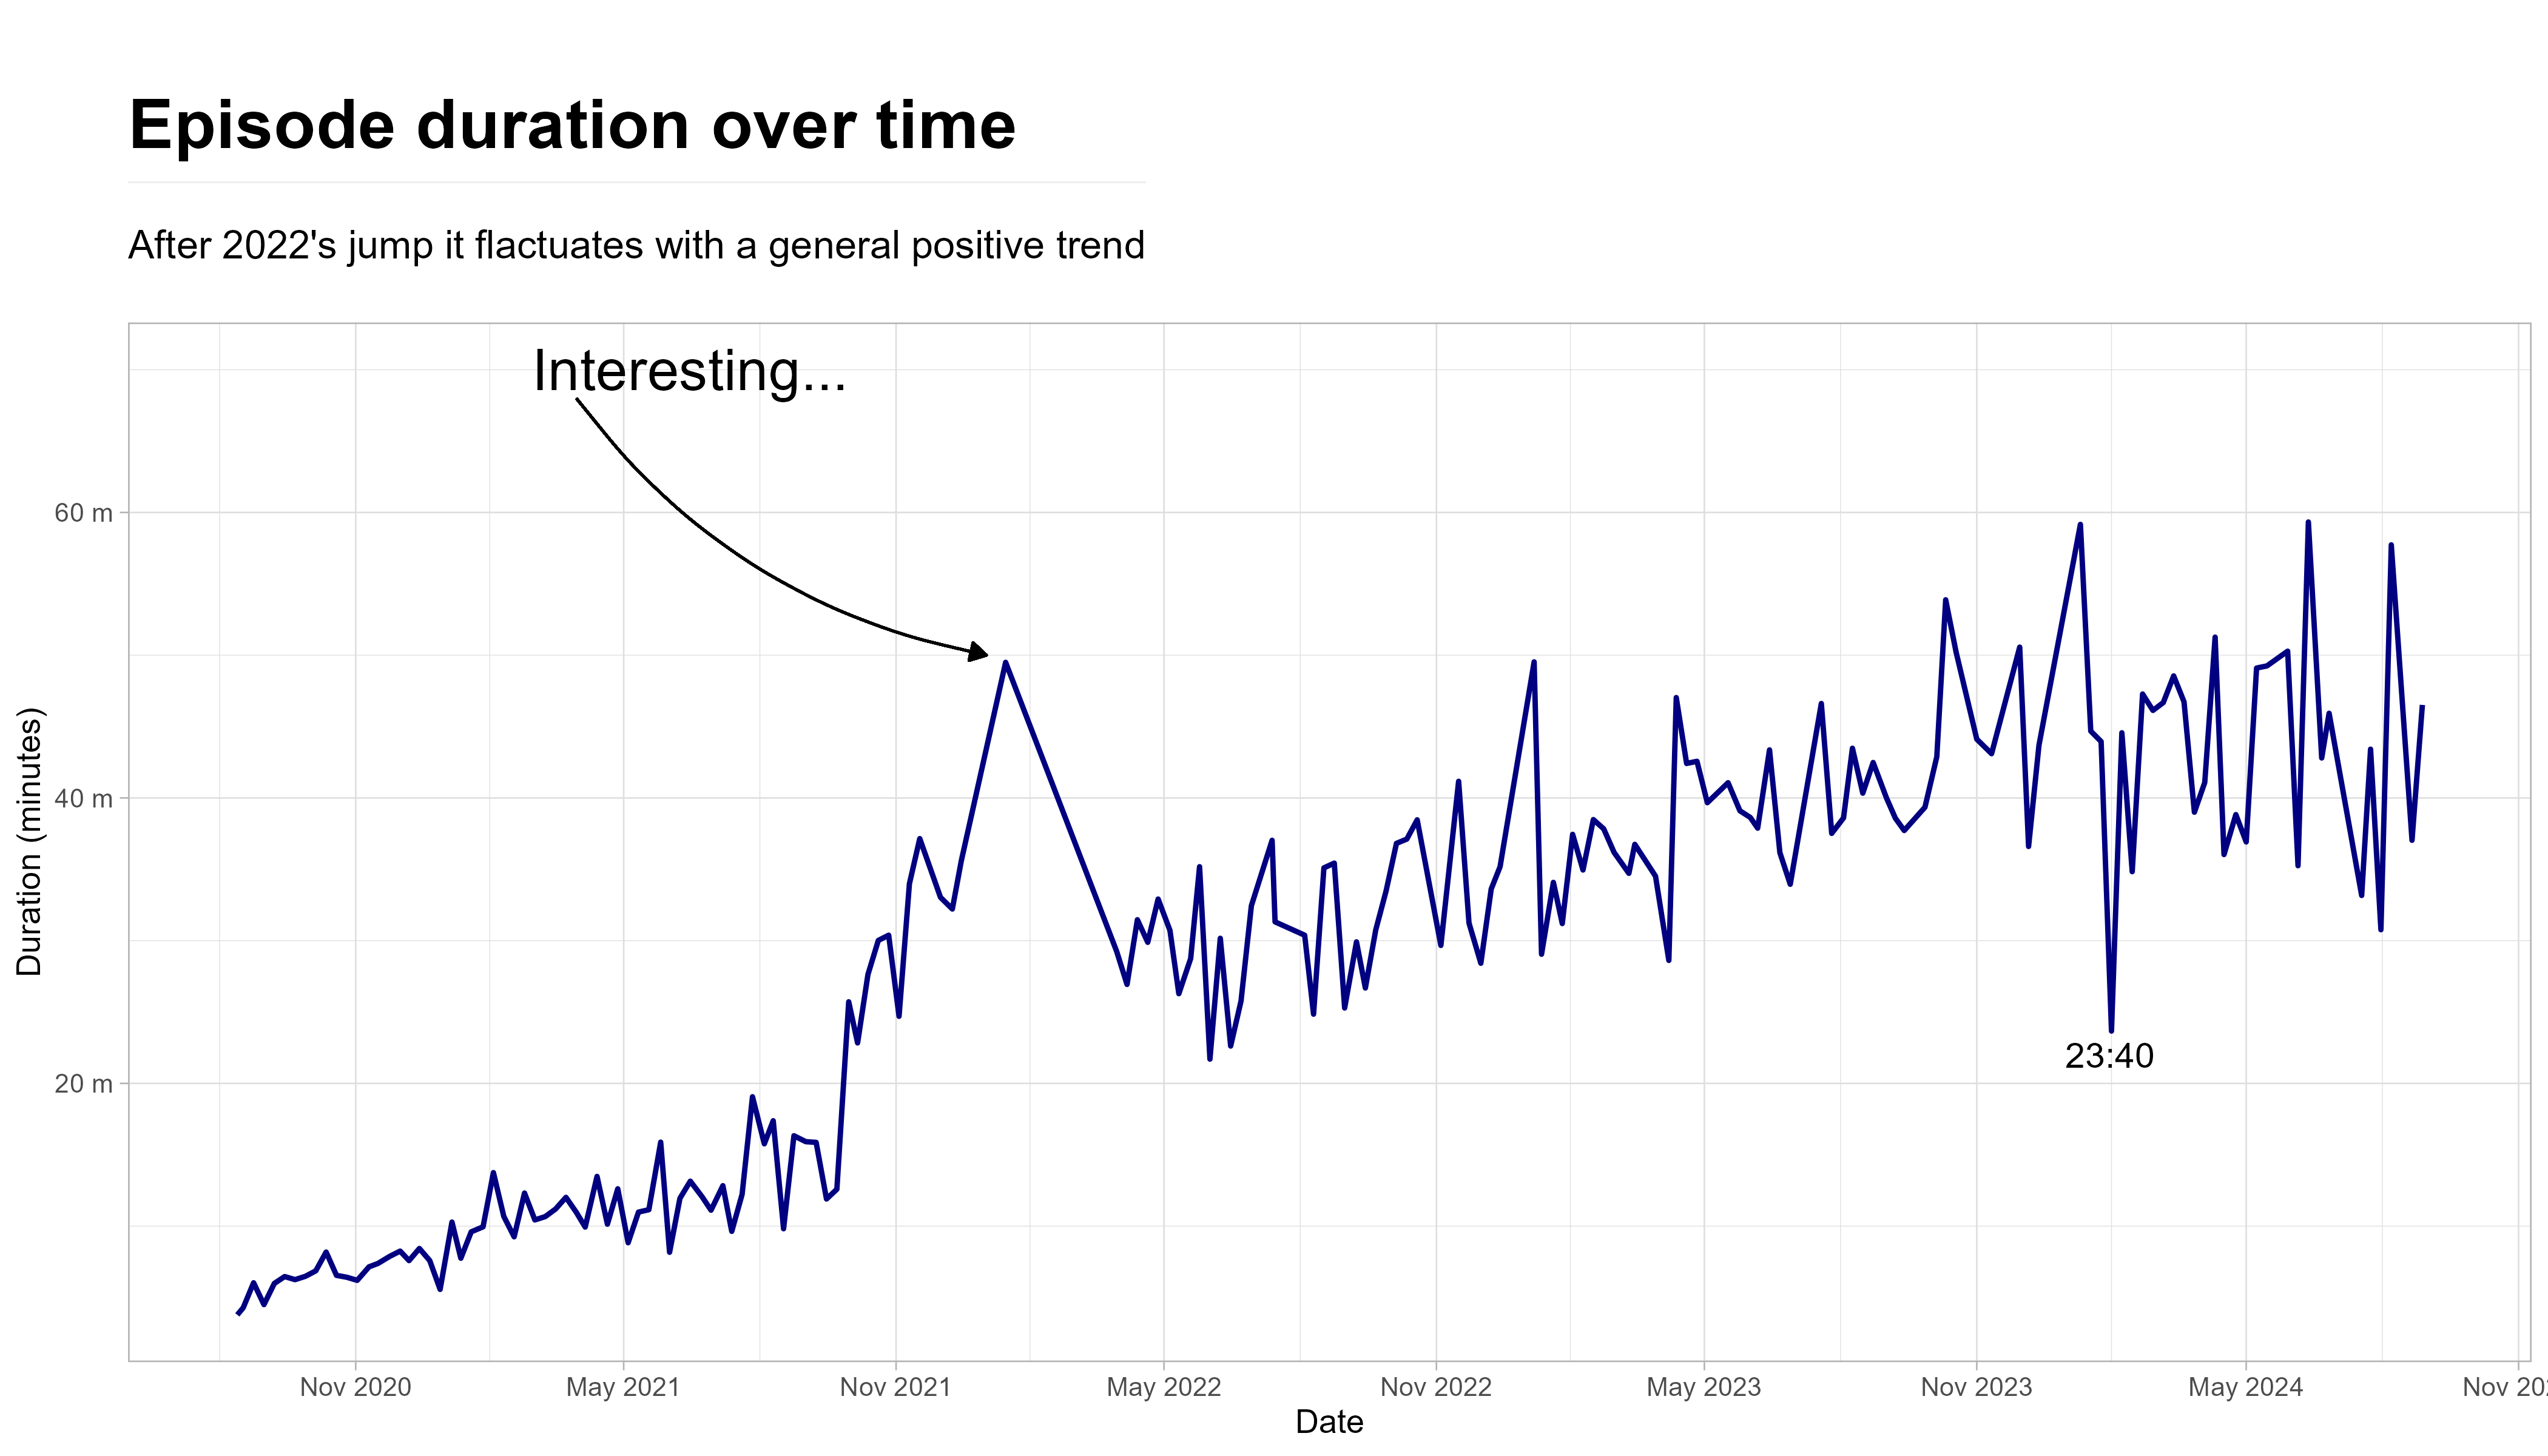 Episode duration over time
After 2022's jump it flactuates with a general positive trend
Interesting...
60 m
40 m
20 m
Duration (minutes)
23:40
Nov 2020
May 2021
Nov 2021
May 2022
Nov 2022
May 2023
Nov 2023
May 2024
Nov
Date